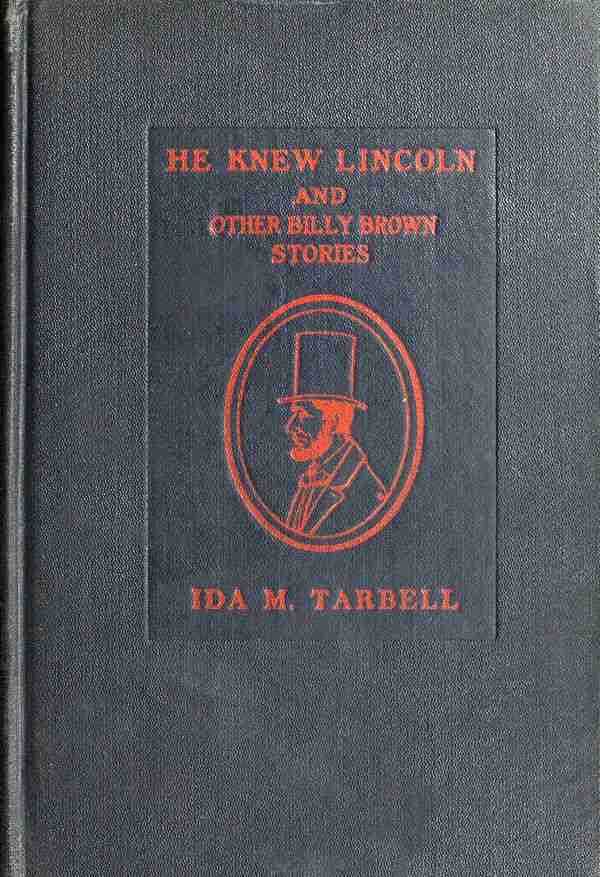 HE KNEW LINCOLN
AND
OTHER BILLY BROWN
STORIES
IDA M. TARBELL